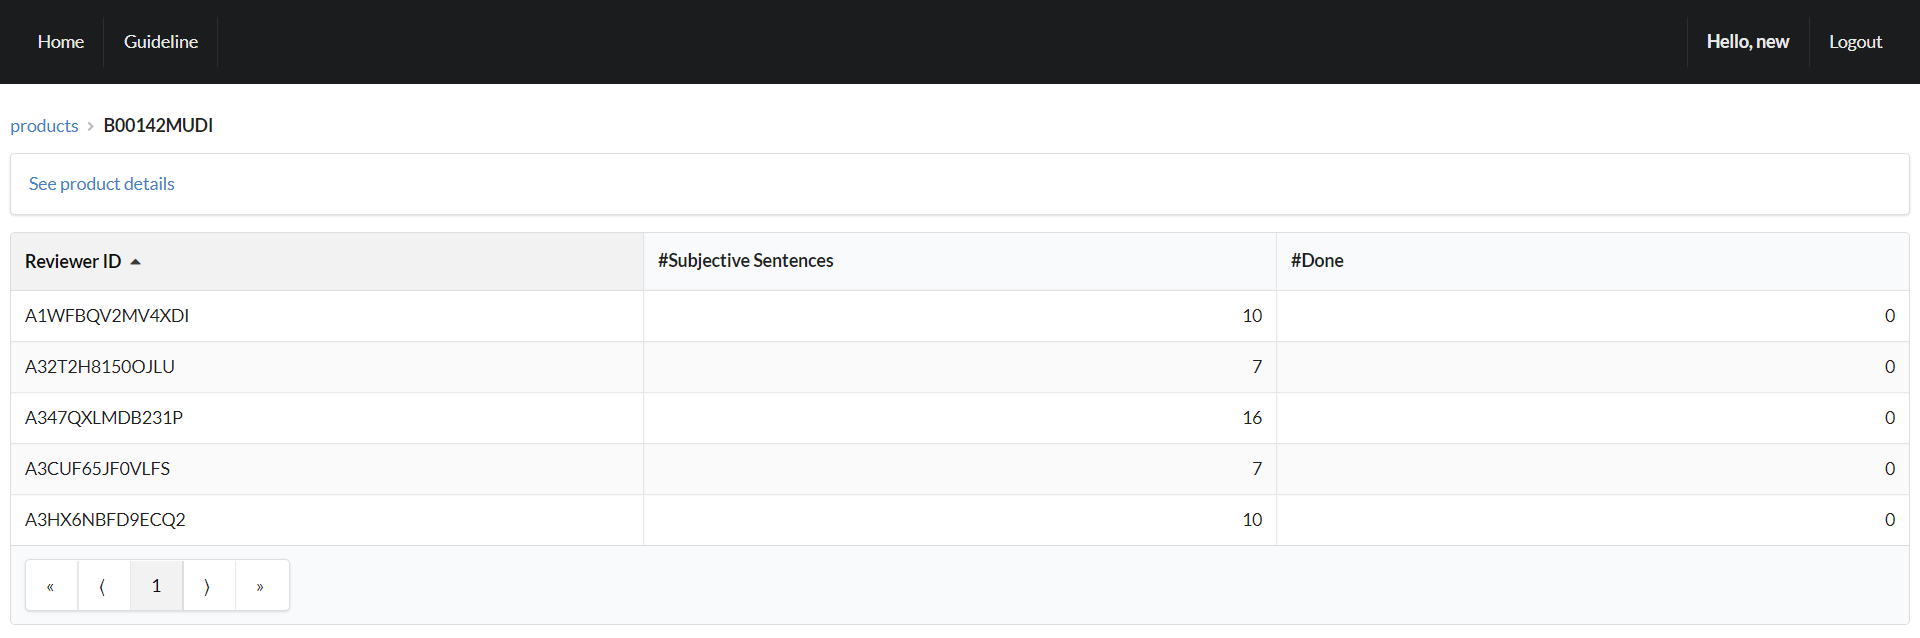 Home Guideline Hello, new Logout
products › B00142MUDI
See product details
Reviewer ID #Subjective Sentences #Done
A1WFBQV2MV4XDI 10 0
A32T2H8150OJLU 7 0
A347QXLMDB231P 16 0
A3CUF65JF0VLFS 7 0
A3HX6NBFD9ECQ2 10 0
« ⟨ 1 ⟩ »